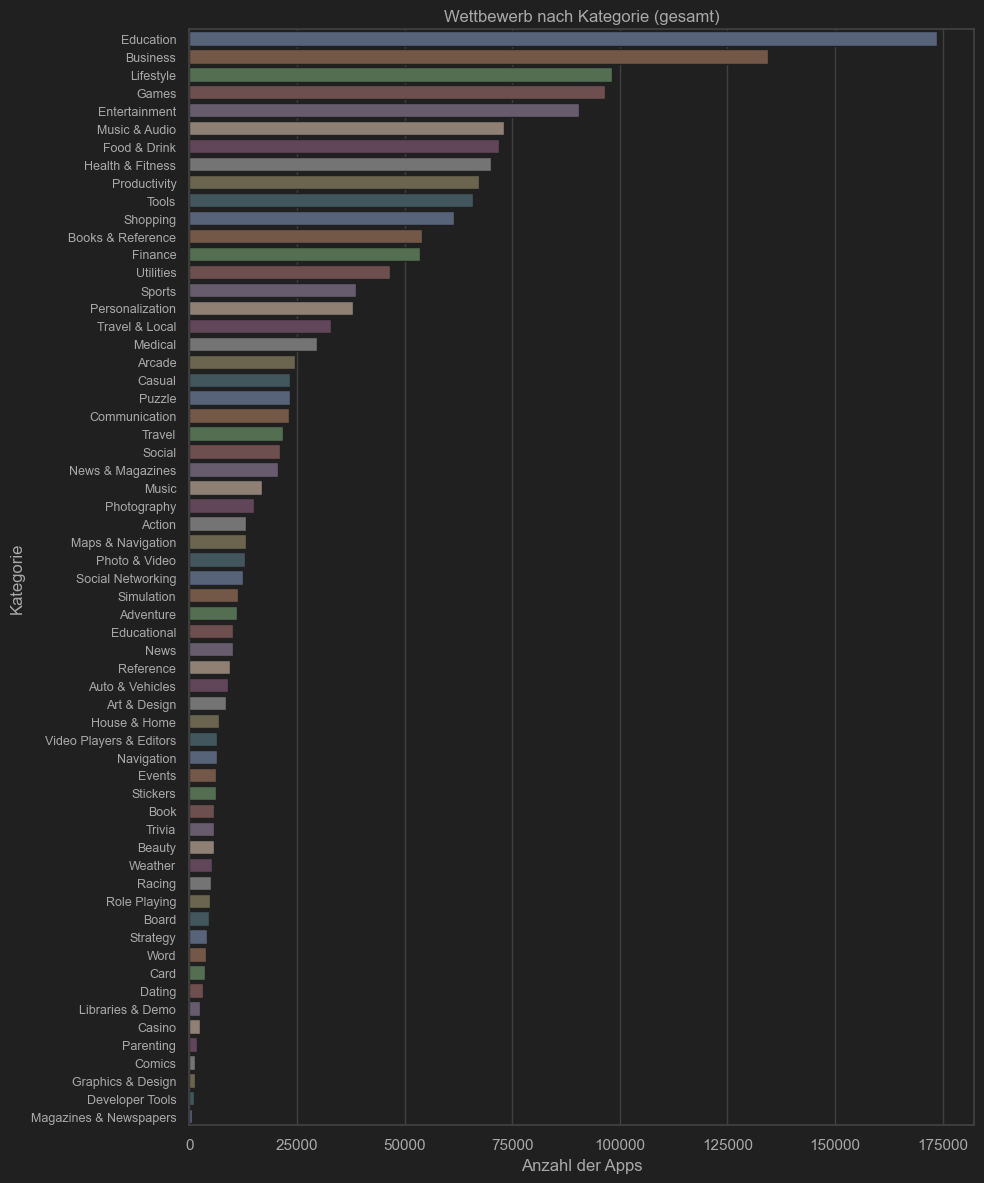 Wettbewerb nach Kategorie (gesamt)
Education
Business
Lifestyle
Games
Entertainment
Music & Audio
Food & Drink
Health & Fitness
Productivity
Tools
Shopping
Books & Reference
Finance
Utilities
Sports
Personalization
Travel & Local
Medical
Arcade
Casual
Puzzle
Communication
Travel
Social
News & Magazines
Music
Photography
Action
Maps & Navigation
Photo & Video
Social Networking
Simulation
Adventure
Educational
News
Reference
Auto & Vehicles
Art & Design
House & Home
Video Players & Editors
Navigation
Events
Stickers
Book
Trivia
Beauty
Weather
Racing
Role Playing
Board
Strategy
Word
Card
Dating
Libraries & Demo
Casino
Parenting
Comics
Graphics & Design
Developer Tools
Magazines & Newspapers
Kategorie
0 25000 50000 75000 100000 125000 150000 175000
Anzahl der Apps